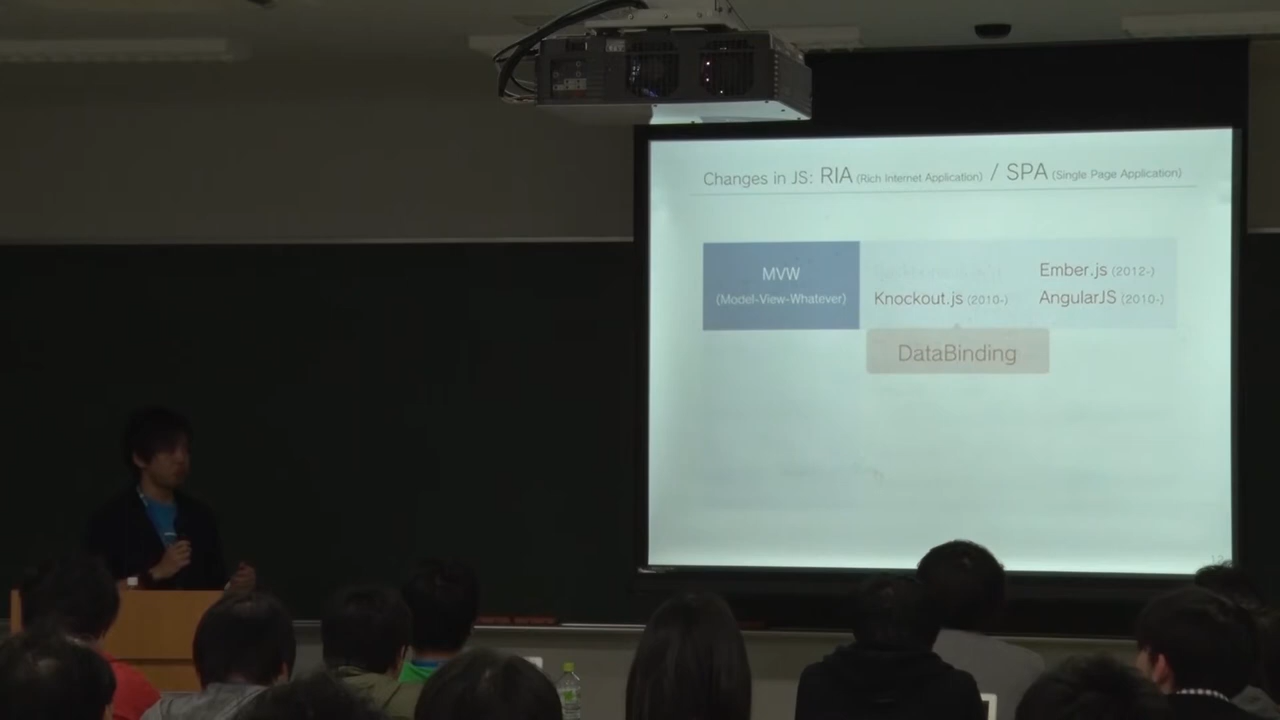 Changes in JS: RIA (Rich Internet Application) / SPA (Single Page Application)
MVW
(Model-View-Whatever)
Knockout.js (2010-)
Ember.js (2012-)
AngularJS (2010-)
DataBinding